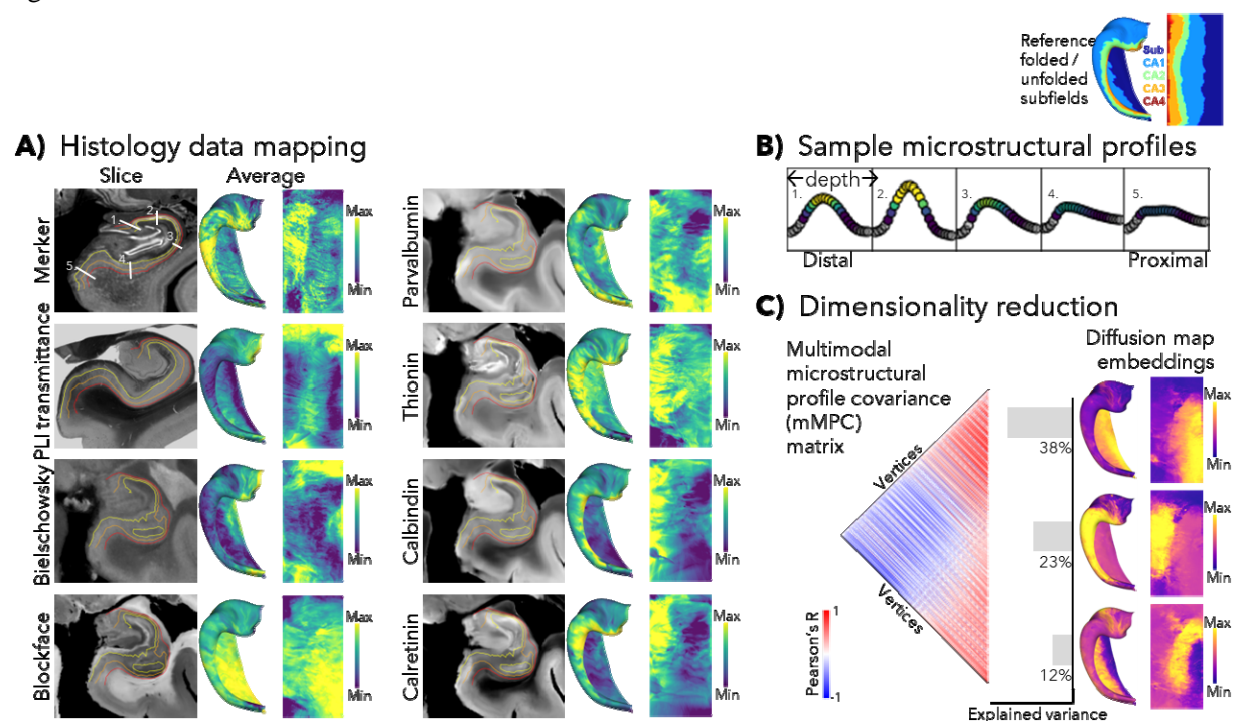 Reference
folded /
unfolded
subfields
Sub
CA1
CA2
CA3
CA4
A) Histology data mapping
Slice
Average
Merker
1
2
3
4
5
Max
Min
PLI transmittance
Max
Min
Bielschowsky
Max
Min
Blockface
Max
Min
Parvalbumin
Max
Min
Thionin
Max
Min
Calbindin
Max
Min
Calretinin
Max
Min
B) Sample microstructural profiles
depth
1.
2.
3.
4.
5.
Distal
Proximal
C) Dimensionality reduction
Multimodal
microstructural
profile covariance
(mMPC)
matrix
Vertices
Vertices
Pearson's R
1
-1
Diffusion map
embeddings
38%
Max
Min
23%
Max
Min
12%
Max
Min
Explained variance